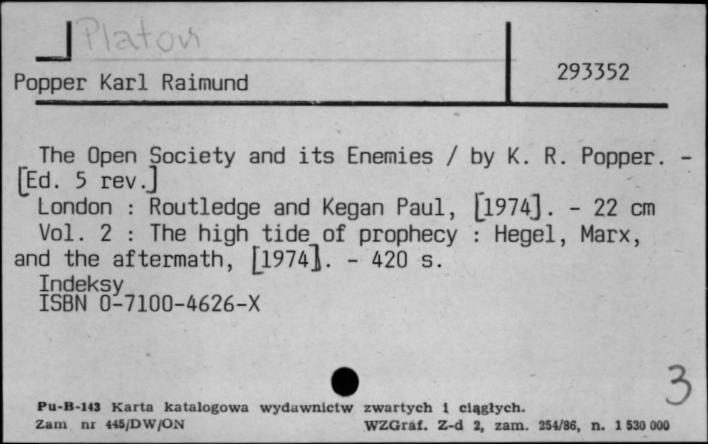 Platon
Popper Karl Raimund
293352
The Open Society and its Enemies / by K. R. Popper. -
[Ed. 5 rev.]
London : Routledge and Kegan Paul, [1974]. - 22 cm
Vol. 2 : The high tide of prophecy : Hegel, Marx,
and the aftermath, [1974]. - 420 s.
Indeksy
ISBN 0-7100-4626-X
3
Pu-B-143 Karta katalogowa wydawnictw zwartych i ciągłych.
Zam nr 445/DW/ON WZGraf. Z-d 2, zam. 254/86, n. 1 530 000